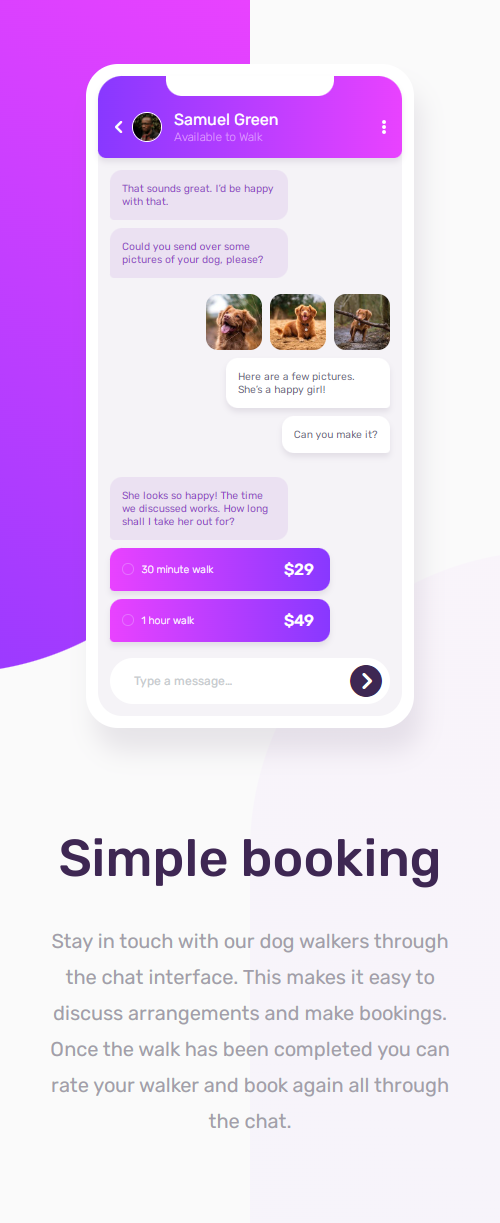 Samuel Green
Available to Walk
That sounds great. I'd be happy
with that.
Could you send over some
pictures of your dog, please?
Here are a few pictures.
She's a happy girl!
Can you make it?
She looks so happy! The time
we discussed works. How long
shall I take her out for?
30 minute walk $29
1 hour walk $49
Type a message…
Simple booking
Stay in touch with our dog walkers through
the chat interface. This makes it easy to
discuss arrangements and make bookings.
Once the walk has been completed you can
rate your walker and book again all through
the chat.